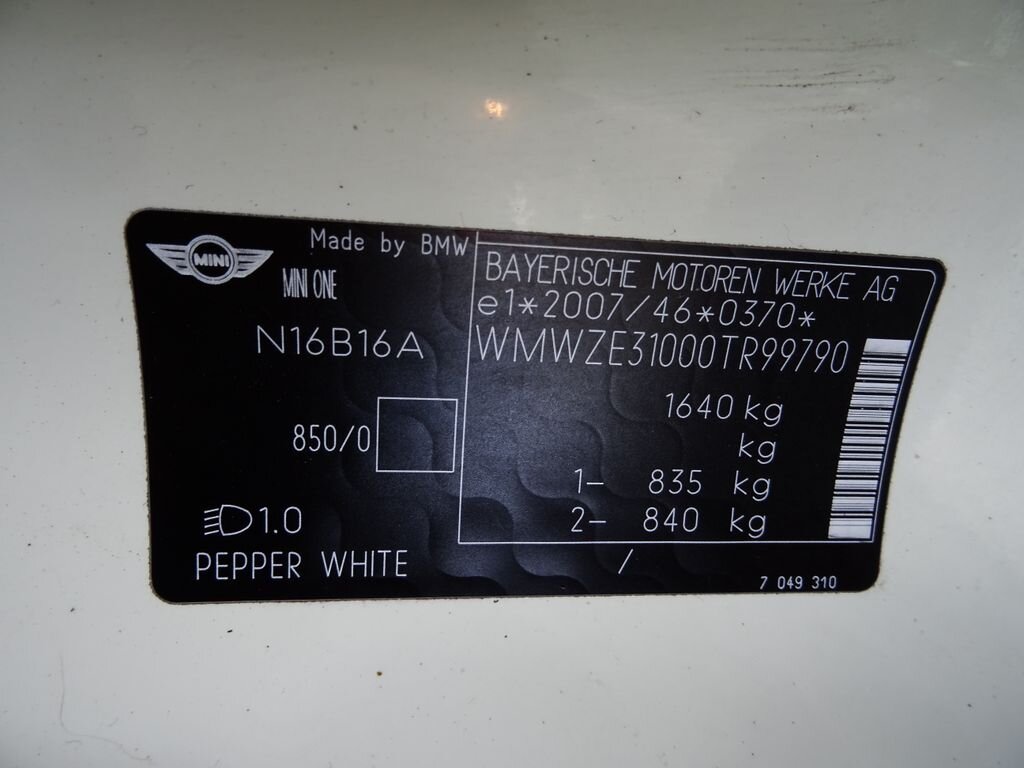 MINI
Made by BMW
MINI ONE
N16B16A
850/0
1.0
PEPPER WHITE
BAYERISCHE MOTOREN WERKE AG
e1*2007/46*0370*
WMWZE31000TR99790
1640 kg
kg
1- 835 kg
2- 840 kg
/
7 049 310